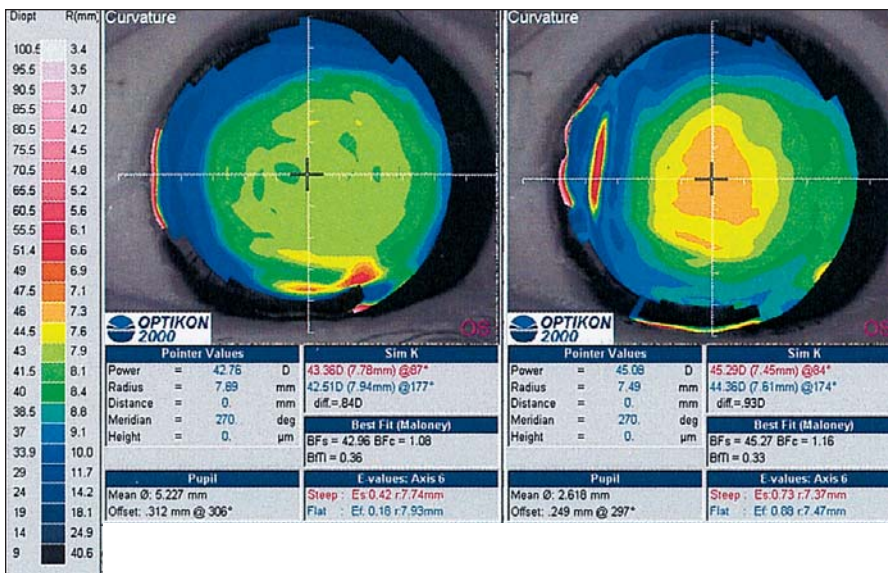 Diopt R(mm)
100.5 3.4
95.5 3.5
90.5 3.7
85.5 4.0
80.5 4.2
75.5 4.5
70.5 4.8
65.5 5.2
60.5 5.6
55.5 6.1
51.4 6.6
49 6.9
47.5 7.1
46 7.3
44.5 7.6
43 7.9
41.5 8.1
40 8.4
38.5 8.8
37 9.1
33.9 10.0
29 11.7
24 14.2
19 18.1
14 24.9
9 40.6
Curvature
OPTIKON
2000
OS
Pointer Values
Power = 42.76 D
Radius = 7.89 mm
Distance = 0. mm
Meridian = 270. deg
Height = 0. µm
Sim K
43.36D (7.78mm) @87°
42.51D (7.94mm) @177°
diff.=.84D
Best Fit (Maloney)
BFs = 42.96 BFc = 1.08
BfTl = 0.36
Pupil
Mean Ø: 5.227 mm
Offset: .312 mm @ 306°
E-values: Axis 6
Steep : Es:0.42 r:7.74mm
Flat : Ef: 0.18 r:7.93mm
Curvature
OPTIKON
2000
OS
Pointer Values
Power = 45.08 D
Radius = 7.49 mm
Distance = 0. mm
Meridian = 270. deg
Height = 0. µm
Sim K
45.29D (7.45mm) @84°
44.36D (7.61mm) @174°
diff.=.93D
Best Fit (Maloney)
BFs = 45.27 BFc = 1.16
BfTl = 0.33
Pupil
Mean Ø: 2.618 mm
Offset: .249 mm @ 297°
E-values: Axis 6
Steep : Es:0.73 r:7.37mm
Flat : Ef: 0.88 r:7.47mm